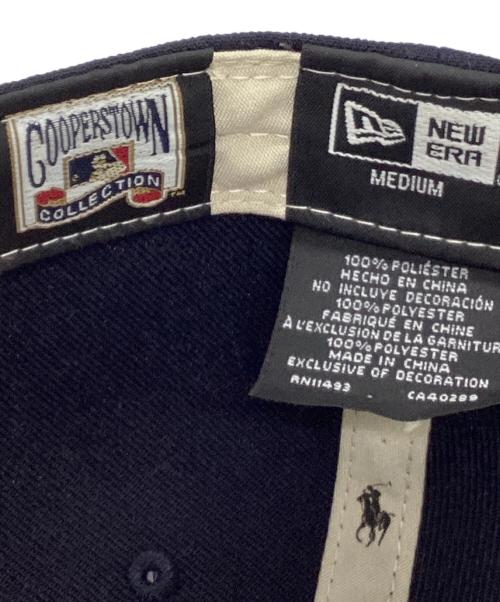 COOPERSTOWN
COLLECTION
NEW
ERA
MEDIUM
100% POLIÉSTER
HECHO EN CHINA
NO INCLUYE DECORACIÓN
100% POLYESTER
FABRIQUÉ EN CHINE
À L'EXCLUSION DE LA GARNITUR
100% POLYESTER
MADE IN CHINA
EXCLUSIVE OF DECORATION
RN11493 - CA40299